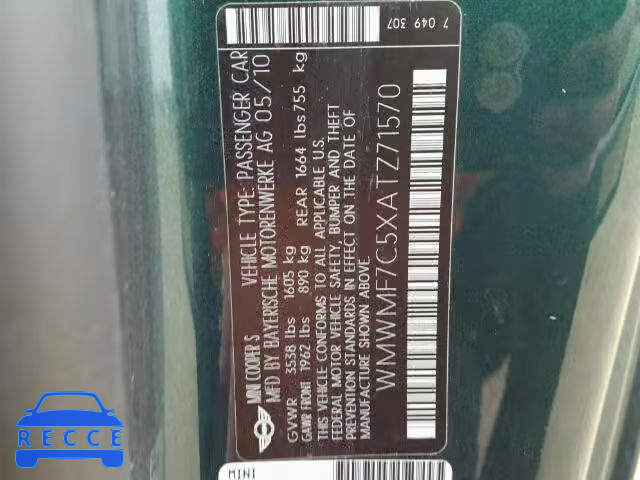 7 049 307
MINI COOPER S
VEHICLE TYPE: PASSENGER CAR
MFD BY BAYERISCHE MOTORENWERKE AG 05/10
GVWR 3538 lbs 1605 kg
GAWR FRONT 1962 lbs 890 kg REAR 1664 lbs 755 kg
THIS VEHICLE CONFORMS TO ALL APPLICABLE U.S.
FEDERAL MOTOR VEHICLE SAFETY, BUMPER AND THEFT
PREVENTION STANDARDS IN EFFECT ON THE DATE OF
MANUFACTURE SHOWN ABOVE.
WMWMF7C5XATZ71570
MINI
RECCE